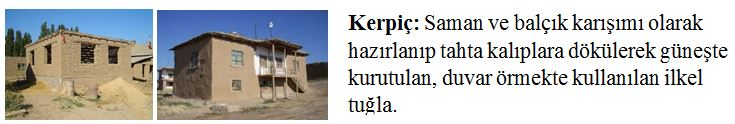 Kerpiç: Saman ve balçık karışımı olarak
hazırlanıp tahta kalıplara dökülerek güneşte
kurutulan, duvar örmekte kullanılan ilkel
tuğla.